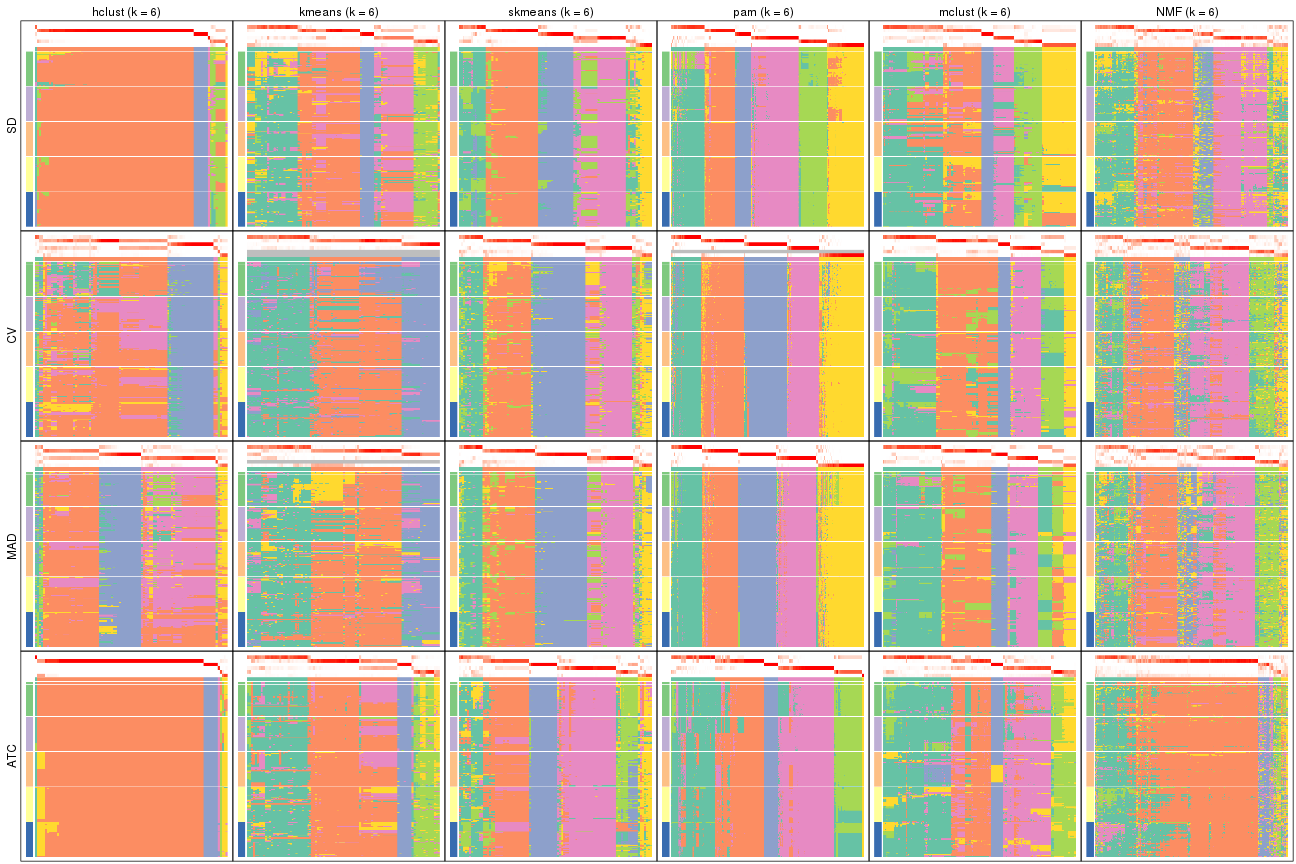 hclust (k = 6)
kmeans (k = 6)
skmeans (k = 6)
pam (k = 6)
mclust (k = 6)
NMF (k = 6)
SD
CV
MAD
ATC